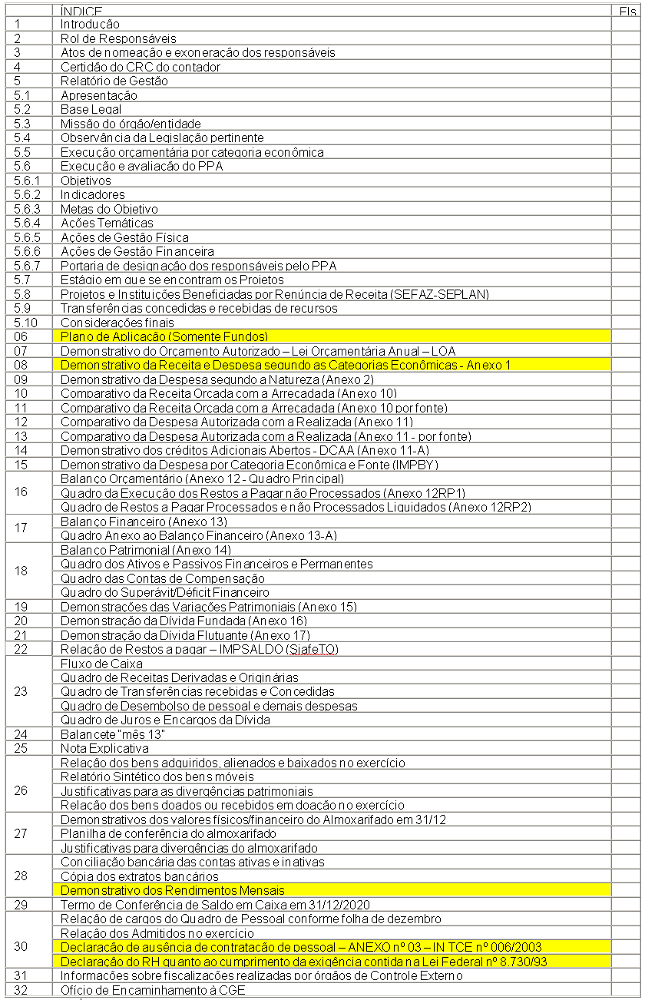 ÍNDICE Fls
1 Introdução
2 Rol de Responsáveis
3 Atos de nomeação e exoneração dos responsáveis
4 Certidão do CRC do contador
5 Relatório de Gestão
5.1 Apresentação
5.2 Base Legal
5.3 Missão do órgão/entidade
5.4 Observância da Legislação pertinente
5.5 Execução orçamentária por categoria econômica
5.6 Execução e avaliação do PPA
5.6.1 Objetivos
5.6.2 Indicadores
5.6.3 Metas do Objetivo
5.6.4 Ações Temáticas
5.6.5 Ações de Gestão Física
5.6.6 Ações de Gestão Financeira
5.6.7 Portaria de designação dos responsáveis pelo PPA
5.7 Estágio em que se encontram os Projetos
5.8 Projetos e Instituições Beneficiadas por Renúncia de Receita (SEFAZ-SEPLAN)
5.9 Transferências concedidas e recebidas de recursos
5.10 Considerações finais
06 Plano de Aplicação (Somente Fundos)
07 Demonstrativo do Orçamento Autorizado – Lei Orçamentária Anual – LOA
08 Demonstrativo da Receita e Despesa segundo as Categorias Econômicas - Anexo 1
09 Demonstrativo da Despesa segundo a Natureza (Anexo 2)
10 Comparativo da Receita Orçada com a Arrecadada (Anexo 10)
11 Comparativo da Receita Orçada com a Arrecadada (Anexo 10 por fonte)
12 Comparativo da Despesa Autorizada com a Realizada (Anexo 11)
13 Comparativo da Despesa Autorizada com a Realizada (Anexo 11 - por fonte)
14 Demonstrativo dos créditos Adicionais Abertos - DCAA (Anexo 11-A)
15 Demonstrativo da Despesa por Categoria Econômica e Fonte (IMPBY)
16 Balanço Orçamentário (Anexo 12 - Quadro Principal)
Quadro da Execução dos Restos a Pagar não Processados (Anexo 12RP1)
Quadro de Restos a Pagar Processados e não Processados Liquidados (Anexo 12RP2)
17 Balanço Financeiro (Anexo 13)
Quadro Anexo ao Balanço Financeiro (Anexo 13-A)
18 Balanço Patrimonial (Anexo 14)
Quadro dos Ativos e Passivos Financeiros e Permanentes
Quadro das Contas de Compensação
Quadro do Superávit/Déficit Financeiro
19 Demonstrações das Variações Patrimoniais (Anexo 15)
20 Demonstração da Dívida Fundada (Anexo 16)
21 Demonstração da Dívida Flutuante (Anexo 17)
22 Relação de Restos a pagar – IMPSALDO (SiafeTO)
23 Fluxo de Caixa
Quadro de Receitas Derivadas e Originárias
Quadro de Transferências recebidas e Concedidas
Quadro de Desembolso de pessoal e demais despesas
Quadro de Juros e Encargos da Dívida
24 Balancete “mês 13”
25 Nota Explicativa
26 Relação dos bens adquiridos, alienados e baixados no exercício
Relatório Sintético dos bens móveis
Justificativas para as divergências patrimoniais
Relação dos bens doados ou recebidos em doação no exercício
27 Demonstrativos dos valores físicos/financeiro do Almoxarifado em 31/12
Planilha de conferência do almoxarifado
Justificativas para divergências do almoxarifado
28 Conciliação bancária das contas ativas e inativas
Cópia dos extratos bancários
Demonstrativo dos Rendimentos Mensais
29 Termo de Conferência de Saldo em Caixa em 31/12/2020
30 Relação de cargos do Quadro de Pessoal conforme folha de dezembro
Relação dos Admitidos no exercício
Declaração de ausência de contratação de pessoal – ANEXO nº 03 – IN TCE nº 006/2003
Declaração do RH quanto ao cumprimento da exigência contida na Lei Federal nº 8.730/93
31 Informações sobre fiscalizações realizadas por órgãos de Controle Externo
32 Ofício de Encaminhamento à CGE